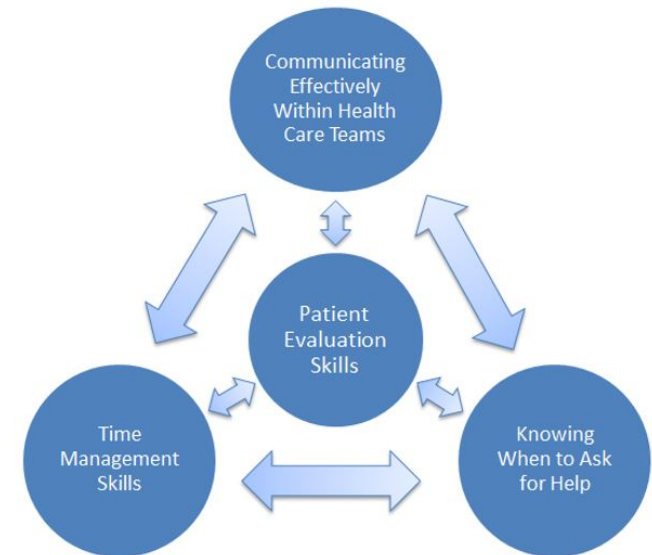 Communicating
Effectively
Within Health
Care Teams
Patient
Evaluation
Skills
Time
Management
Skills
Knowing
When to Ask
for Help